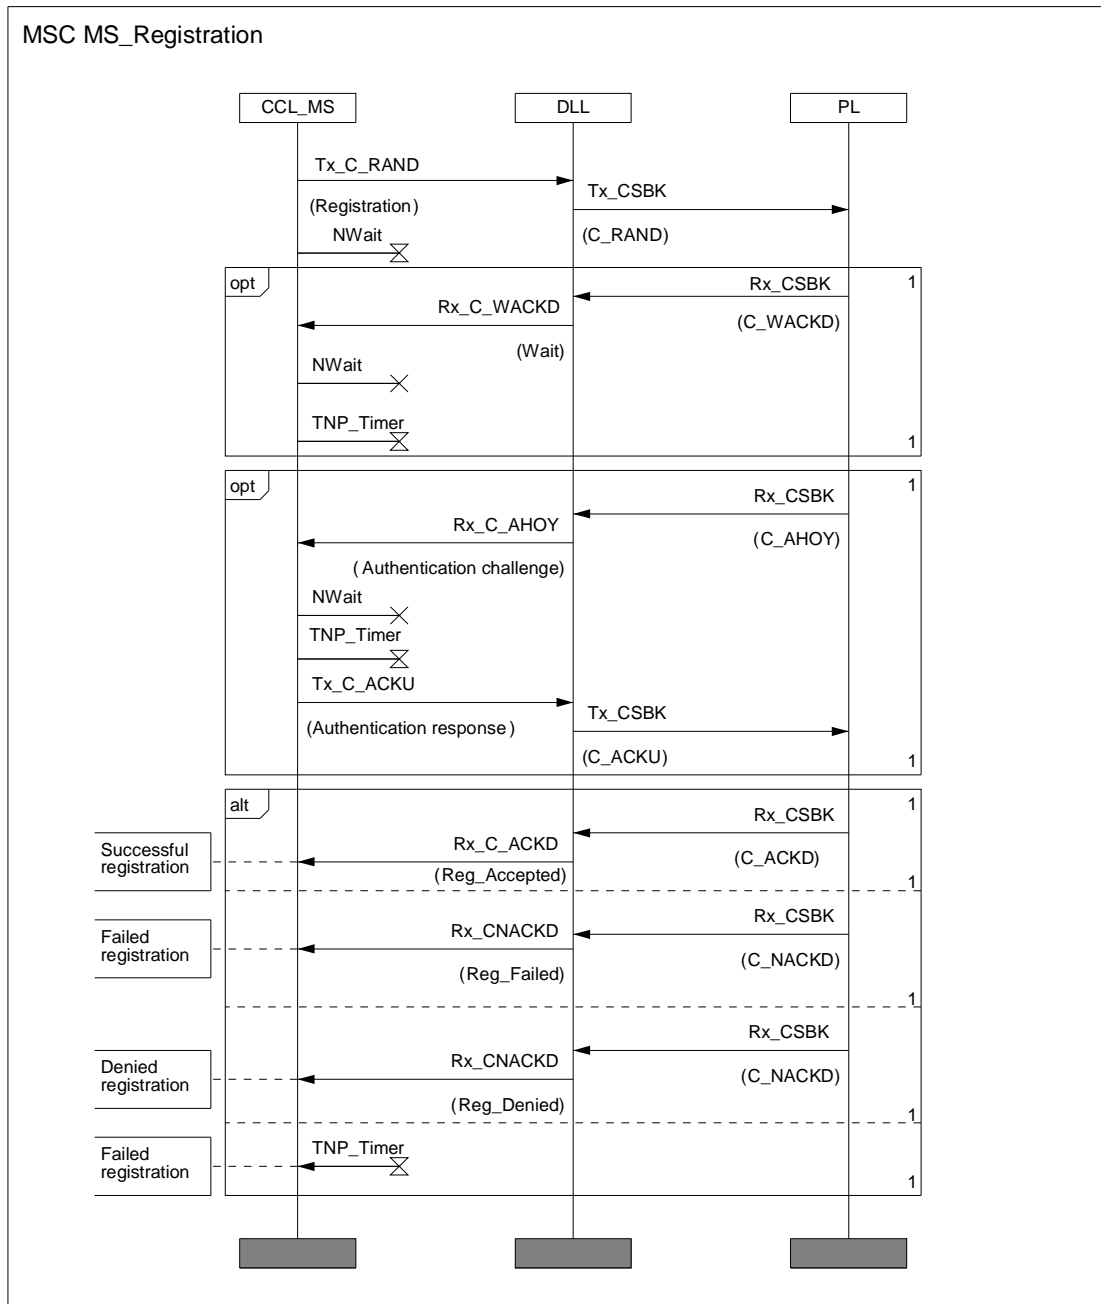 MSC MS_Registration
CCL_MS
DLL
PL
Tx_C_RAND
(Registration)
Tx_CSBK
(C_RAND)
NWait
opt
1
Rx_CSBK
(C_WACKD)
Rx_C_WACKD
(Wait)
NWait
TNP_Timer
1
opt
1
Rx_CSBK
(C_AHOY)
Rx_C_AHOY
( Authentication challenge)
NWait
TNP_Timer
Tx_C_ACKU
(Authentication response )
Tx_CSBK
(C_ACKU)
1
alt
1
Rx_CSBK
(C_ACKD)
Successful
registration
Rx_C_ACKD
(Reg_Accepted)
1
Rx_CSBK
(C_NACKD)
Failed
registration
Rx_CNACKD
(Reg_Failed)
1
Rx_CSBK
(C_NACKD)
Denied
registration
Rx_CNACKD
(Reg_Denied)
1
Failed
registration
TNP_Timer
1